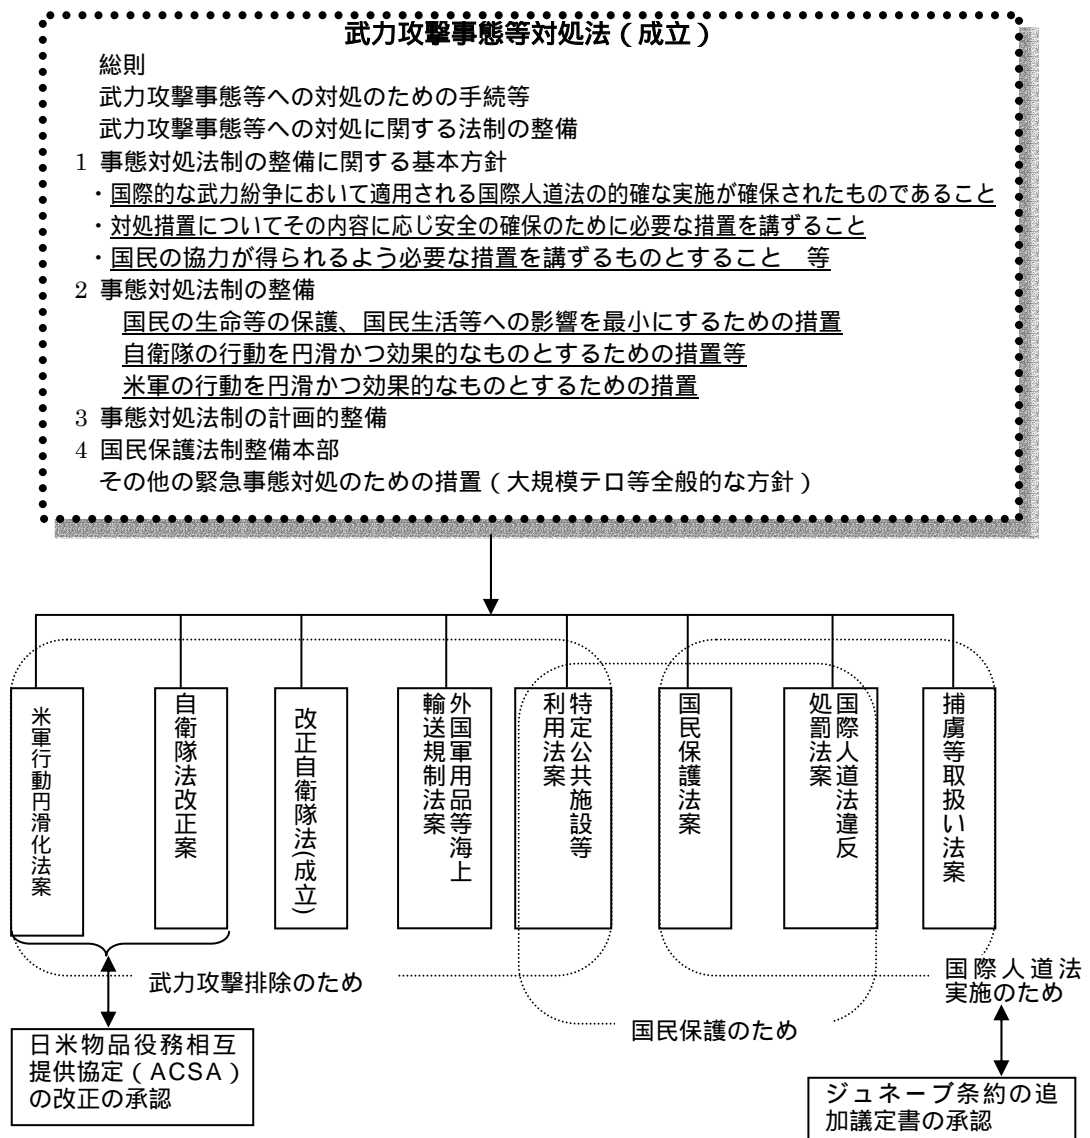 武力攻撃事態等対処法（成立）
総則
武力攻撃事態等への対処のための手続等
武力攻撃事態等への対処に関する法制の整備
1 事態対処法制の整備に関する基本方針
・国際的な武力紛争において適用される国際人道法の的確な実施が確保されたものであること
・対処措置についてその内容に応じ安全の確保のために必要な措置を講ずること
・国民の協力が得られるよう必要な措置を講ずるものとすること　等
2 事態対処法制の整備
国民の生命等の保護、国民生活等への影響を最小にするための措置
自衛隊の行動を円滑かつ効果的なものとするための措置等
米軍の行動を円滑かつ効果的なものとするための措置
3 事態対処法制の計画的整備
4 国民保護法制整備本部
その他の緊急事態対処のための措置（大規模テロ等全般的な方針）
米軍行動円滑化法案
自衛隊法改正案
改正自衛隊法(成立)
外国軍用品等海上
輸送規制法案
特定公共施設等
利用法案
国民保護法案
国際人道法違反
処罰法案
捕虜等取扱い法案
武力攻撃排除のため
国民保護のため
国際人道法
実施のため
日米物品役務相互
提供協定（ACSA）
の改正の承認
ジュネーブ条約の追
加議定書の承認